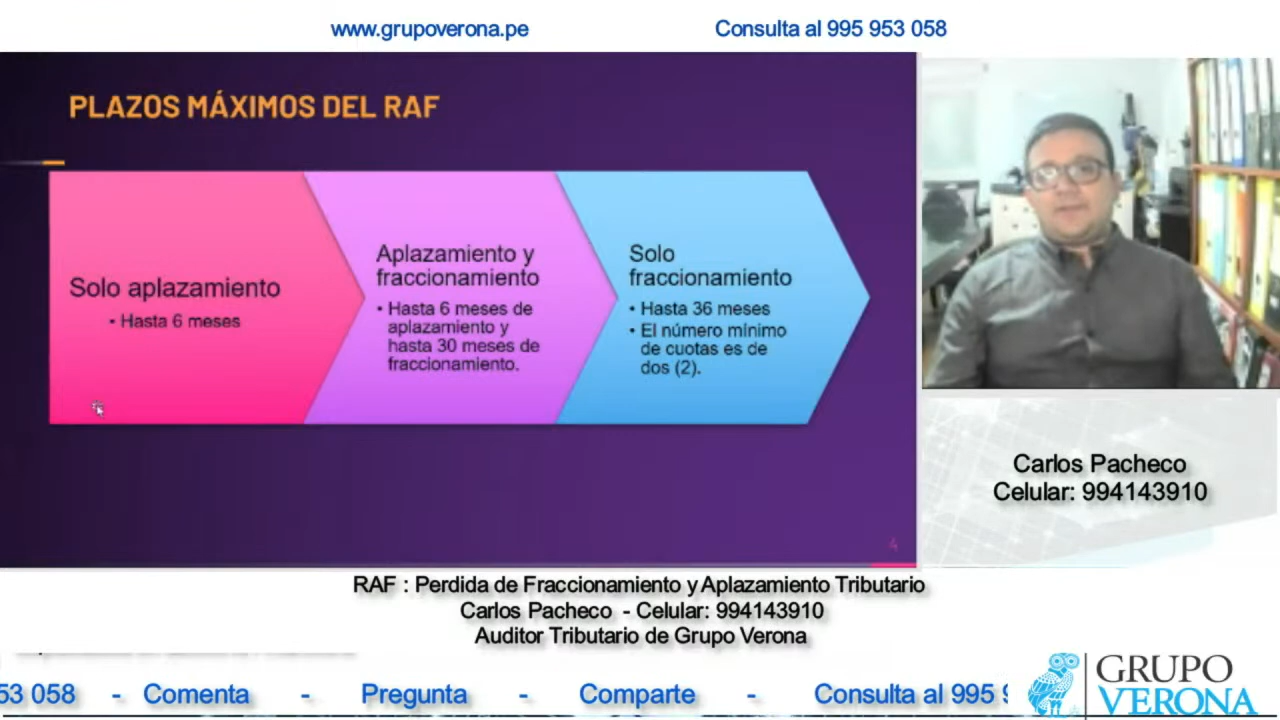 www.grupoverona.pe
Consulta al 995 953 058
PLAZOS MÁXIMOS DEL RAF
Solo aplazamiento
• Hasta 6 meses
Aplazamiento y
fraccionamiento
• Hasta 6 meses de
aplazamiento y
hasta 30 meses de
fraccionamiento.
Solo
fraccionamiento
• Hasta 36 meses
• El número mínimo
de cuotas es de
dos (2).
4
Carlos Pacheco
Celular: 994143910
RAF : Perdida de Fraccionamiento y Aplazamiento Tributario
Carlos Pacheco - Celular: 994143910
Auditor Tributario de Grupo Verona
53 058 - Comenta - Pregunta - Comparte - Consulta al 995
GRUPO
VERONA